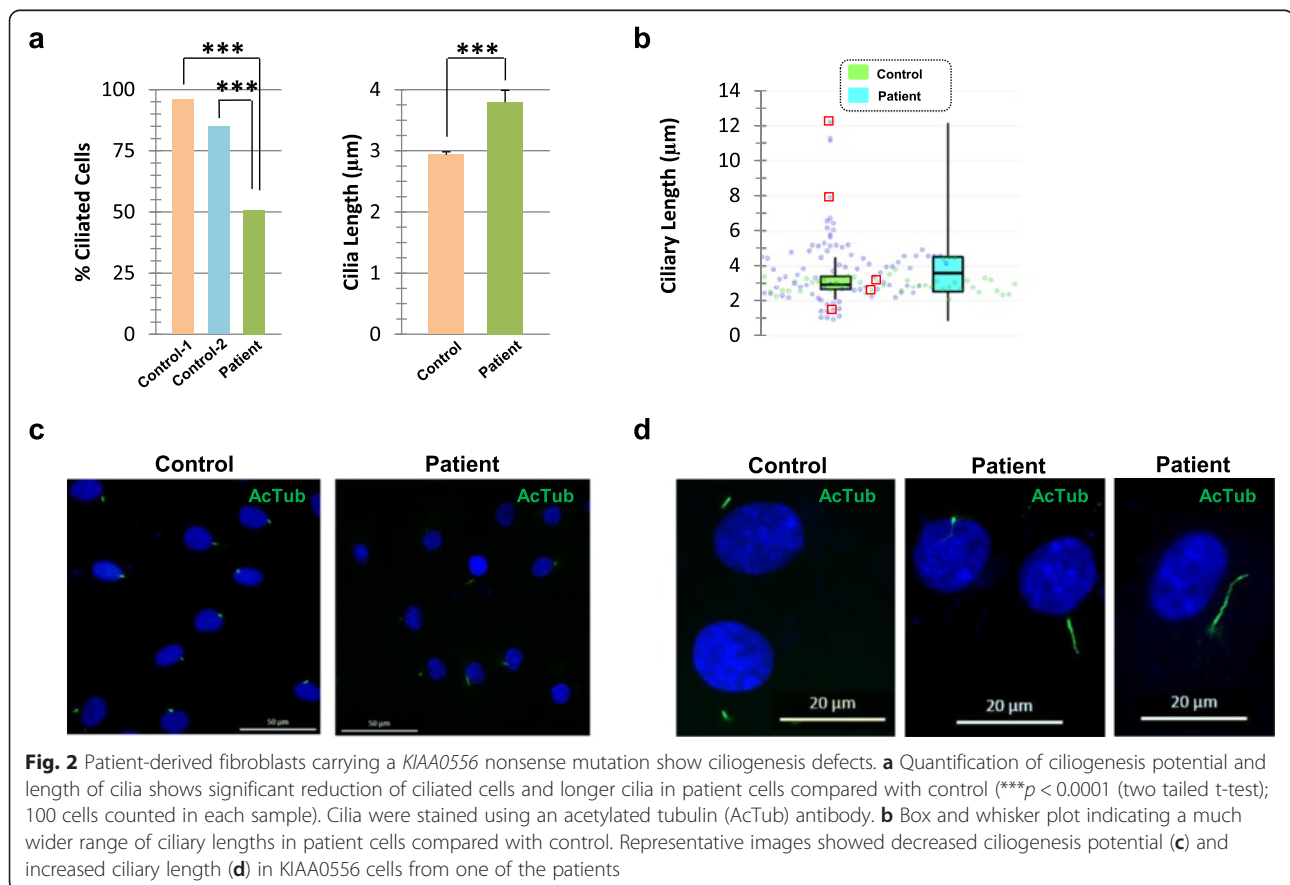 a
***
***
% Ciliated Cells
100
75
50
25
0
Control-1
Control-2
Patient
***
Cilia Length (µm)
4
3
2
1
0
Control
Patient
b
Control
Patient
Ciliary Length (µm)
14
12
10
8
6
4
2
0
c
Control
Patient
AcTub
AcTub
50 µm
50 µm
d
Control
Patient
Patient
AcTub
AcTub
AcTub
20 µm
20 µm
20 µm
Fig. 2 Patient-derived fibroblasts carrying a KIAA0556 nonsense mutation show ciliogenesis defects. a Quantification of ciliogenesis potential and
length of cilia shows significant reduction of ciliated cells and longer cilia in patient cells compared with control (***p < 0.0001 (two tailed t-test);
100 cells counted in each sample). Cilia were stained using an acetylated tubulin (AcTub) antibody. b Box and whisker plot indicating a much
wider range of ciliary lengths in patient cells compared with control. Representative images showed decreased ciliogenesis potential (c) and
increased ciliary length (d) in KIAA0556 cells from one of the patients